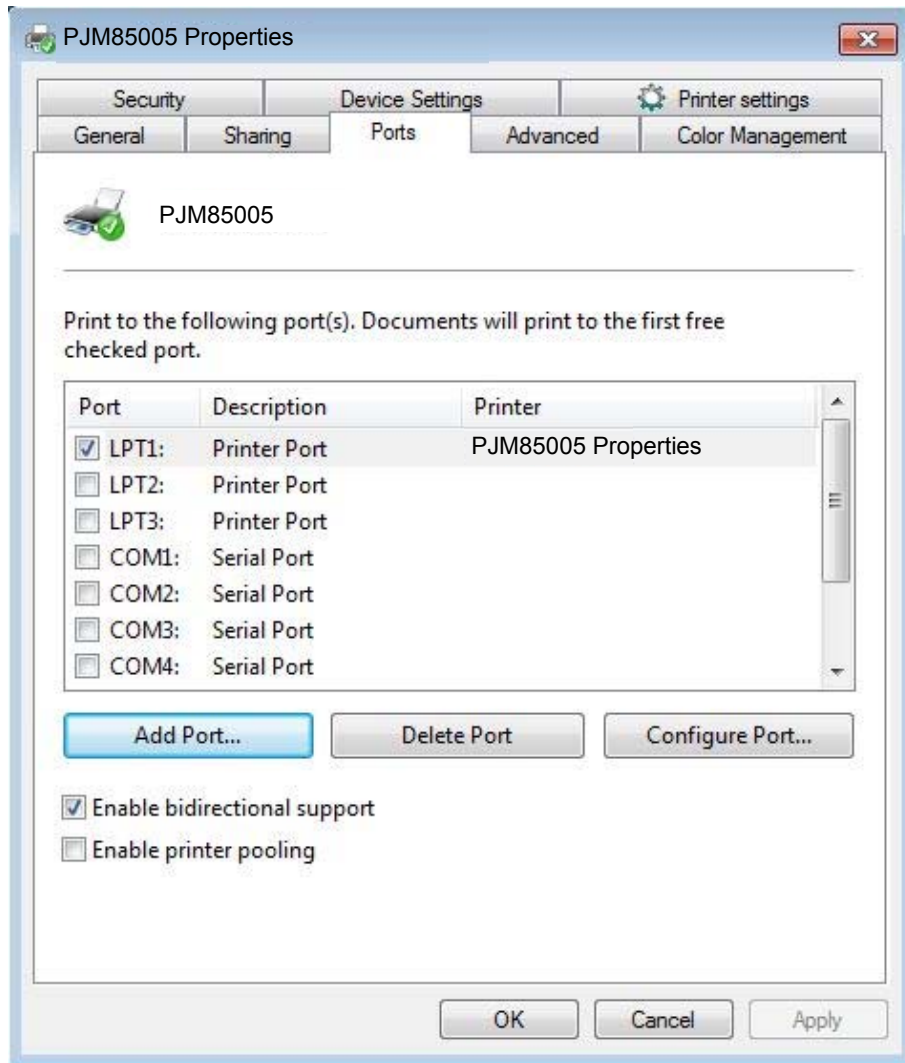 PJM85005 Properties
Security Device Settings Printer settings
General Sharing Ports Advanced Color Management
PJM85005
Print to the following port(s). Documents will print to the first free
checked port.
Port Description Printer
LPT1: Printer Port PJM85005 Properties
LPT2: Printer Port
LPT3: Printer Port
COM1: Serial Port
COM2: Serial Port
COM3: Serial Port
COM4: Serial Port
Add Port... Delete Port Configure Port...
Enable bidirectional support
Enable printer pooling
OK Cancel Apply